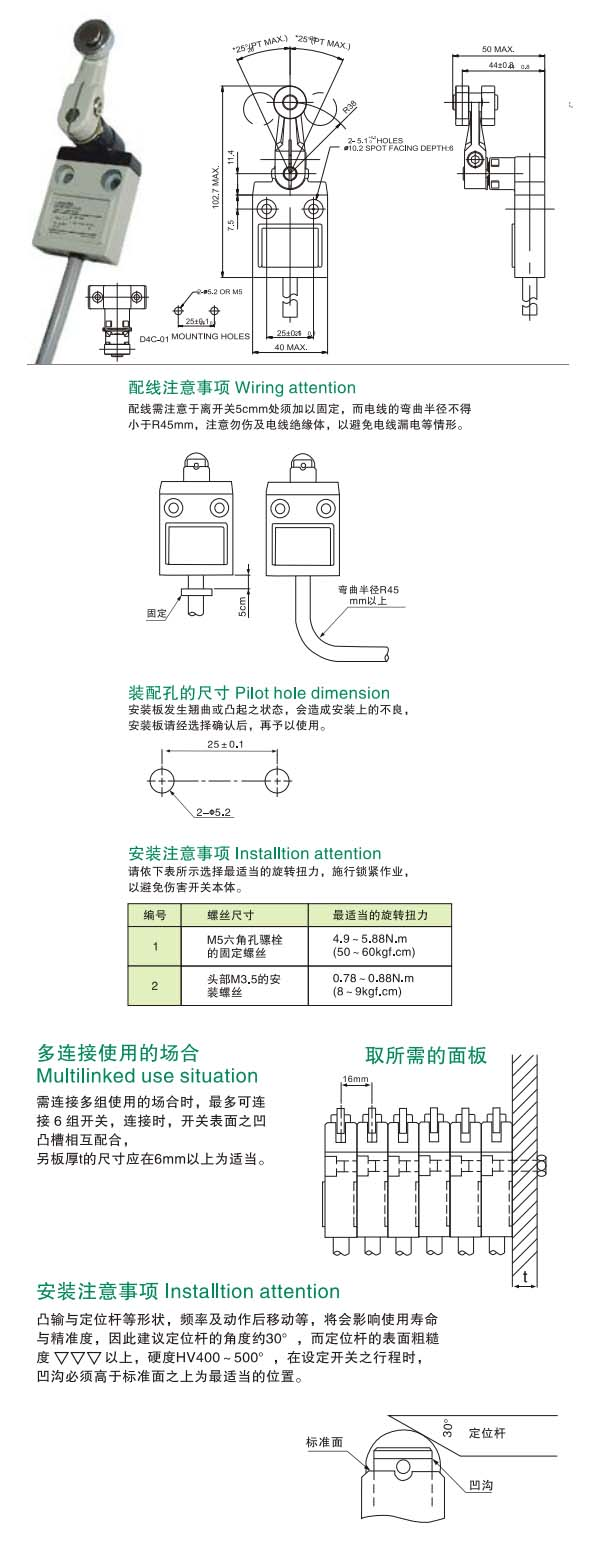 *25°(PT MAX.) *25°(PT MAX.)
50 MAX.
44±0.8
R38
2- 5.1 HOLES
ø10.2 SPOT FACING DEPTH:6
102.7 MAX.
11.4
7.5
2-ø5.2 OR M5
25±0.1
D4C-01 MOUNTING HOLES
25±0.1
40 MAX.
配线注意事项 Wiring attention
配线需注意于离开关5cmm处须加以固定，而电线的弯曲半径不得
小于R45mm，注意勿伤及电线绝缘体，以避免电线漏电等情形。
固定
5cm
弯曲半径R45
mm以上
装配孔的尺寸 Pilot hole dimension
安装板发生翘曲或凸起之状态，会造成安装上的不良，
安装板请经选择确认后，再予以使用。
25±0.1
2-Φ5.2
安装注意事项 Installtion attention
请依下表所示选择最适当的旋转扭力，施行锁紧作业，
以避免伤害开关本体。
编号 螺丝尺寸 最适当的旋转扭力
1 M5六角孔骡栓的固定螺丝 4.9~5.88N.m (50~60kgf.cm)
2 头部M3.5的安装螺丝 0.78~0.88N.m (8~9kgf.cm)
多连接使用的场合
Multilinked use situation
需连接多组使用的场合时，最多可连
接 6 组开关，连接时，开关表面之凹
凸槽相互配合，
另板厚t的尺寸应在6mm以上为适当。
取所需的面板
16mm
t
安装注意事项 Installtion attention
凸输与定位杆等形状，频率及动作后移动等，将会影响使用寿命
与精准度，因此建议定位杆的角度约30°，而定位杆的表面粗糙
度 ▽▽▽ 以上，硬度HV400~500°，在设定开关之行程时，
凹沟必须高于标准面之上为最适当的位置。
标准面
30°
定位杆
凹沟